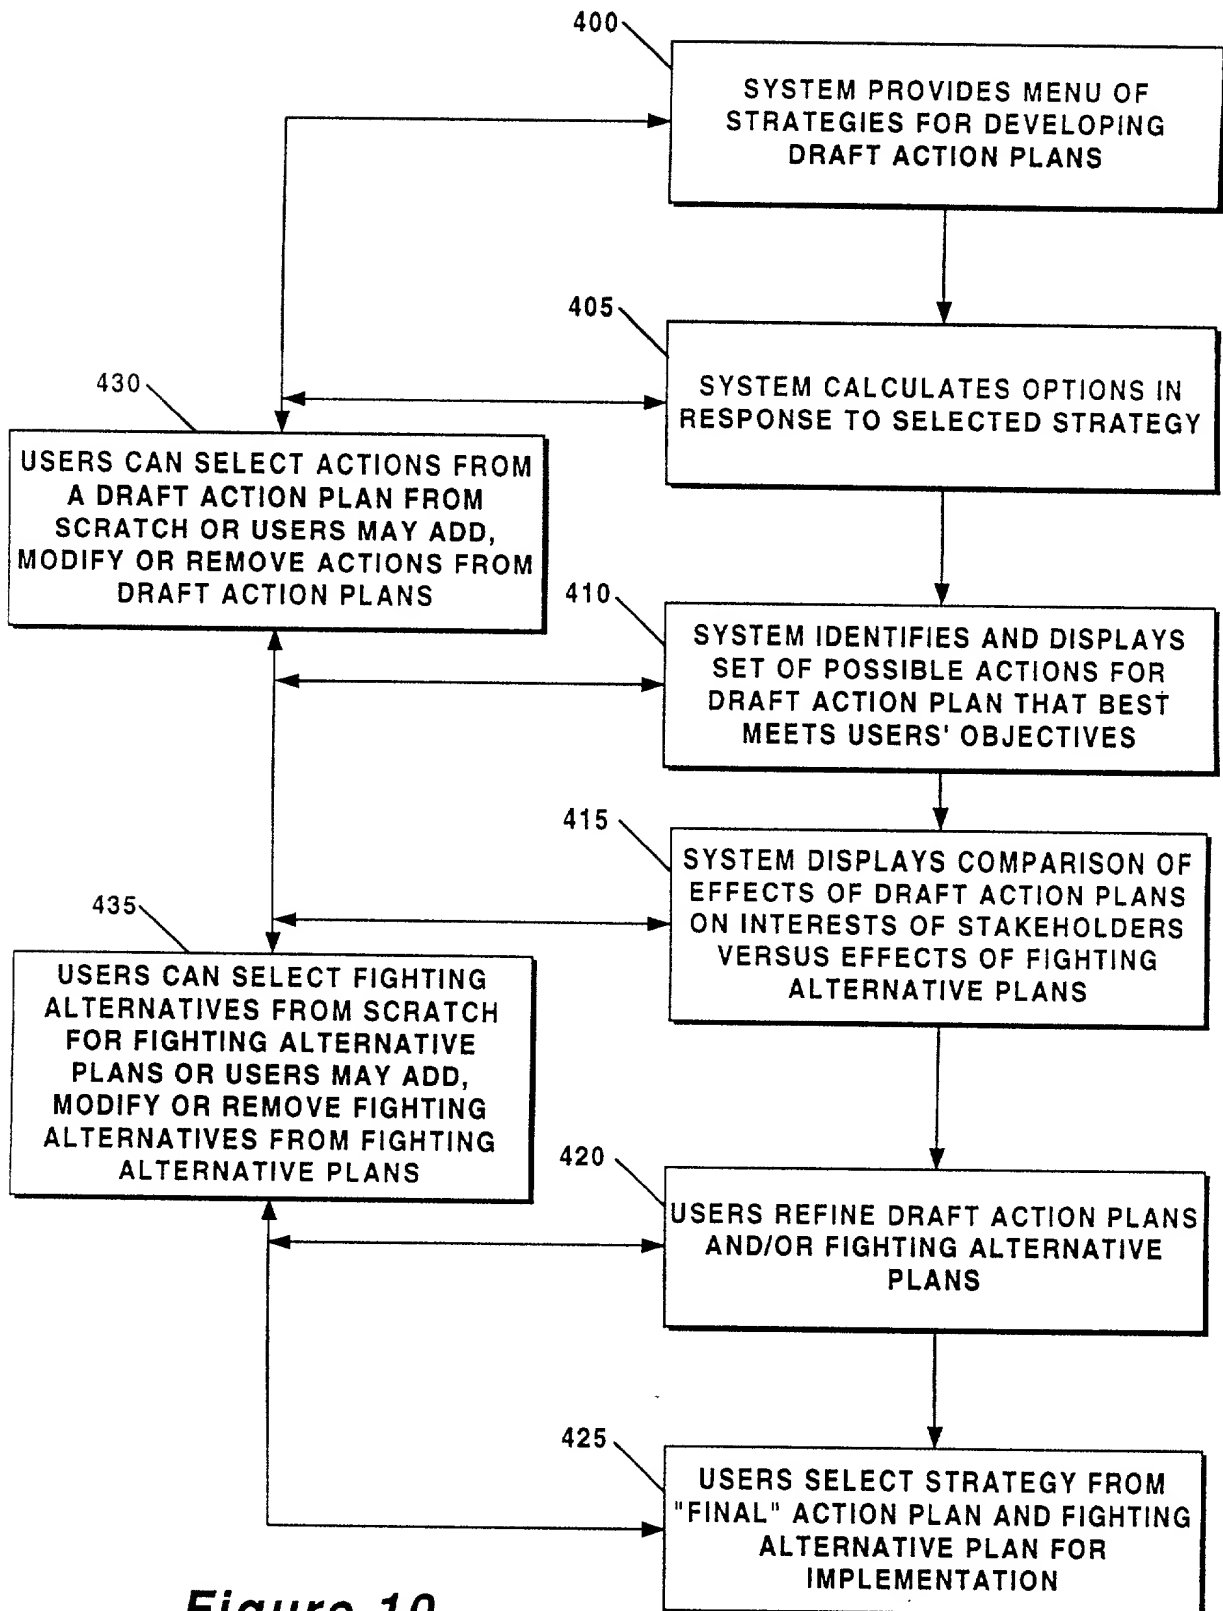 400
SYSTEM PROVIDES MENU OF
STRATEGIES FOR DEVELOPING
DRAFT ACTION PLANS
405
SYSTEM CALCULATES OPTIONS IN
RESPONSE TO SELECTED STRATEGY
430
USERS CAN SELECT ACTIONS FROM
A DRAFT ACTION PLAN FROM
SCRATCH OR USERS MAY ADD,
MODIFY OR REMOVE ACTIONS FROM
DRAFT ACTION PLANS
410
SYSTEM IDENTIFIES AND DISPLAYS
SET OF POSSIBLE ACTIONS FOR
DRAFT ACTION PLAN THAT BEST
MEETS USERS' OBJECTIVES
415
SYSTEM DISPLAYS COMPARISON OF
EFFECTS OF DRAFT ACTION PLANS
ON INTERESTS OF STAKEHOLDERS
VERSUS EFFECTS OF FIGHTING
ALTERNATIVE PLANS
435
USERS CAN SELECT FIGHTING
ALTERNATIVES FROM SCRATCH
FOR FIGHTING ALTERNATIVE
PLANS OR USERS MAY ADD,
MODIFY OR REMOVE FIGHTING
ALTERNATIVES FROM FIGHTING
ALTERNATIVE PLANS
420
USERS REFINE DRAFT ACTION PLANS
AND/OR FIGHTING ALTERNATIVE
PLANS
425
USERS SELECT STRATEGY FROM
"FINAL" ACTION PLAN AND FIGHTING
ALTERNATIVE PLAN FOR
IMPLEMENTATION
Figure 10